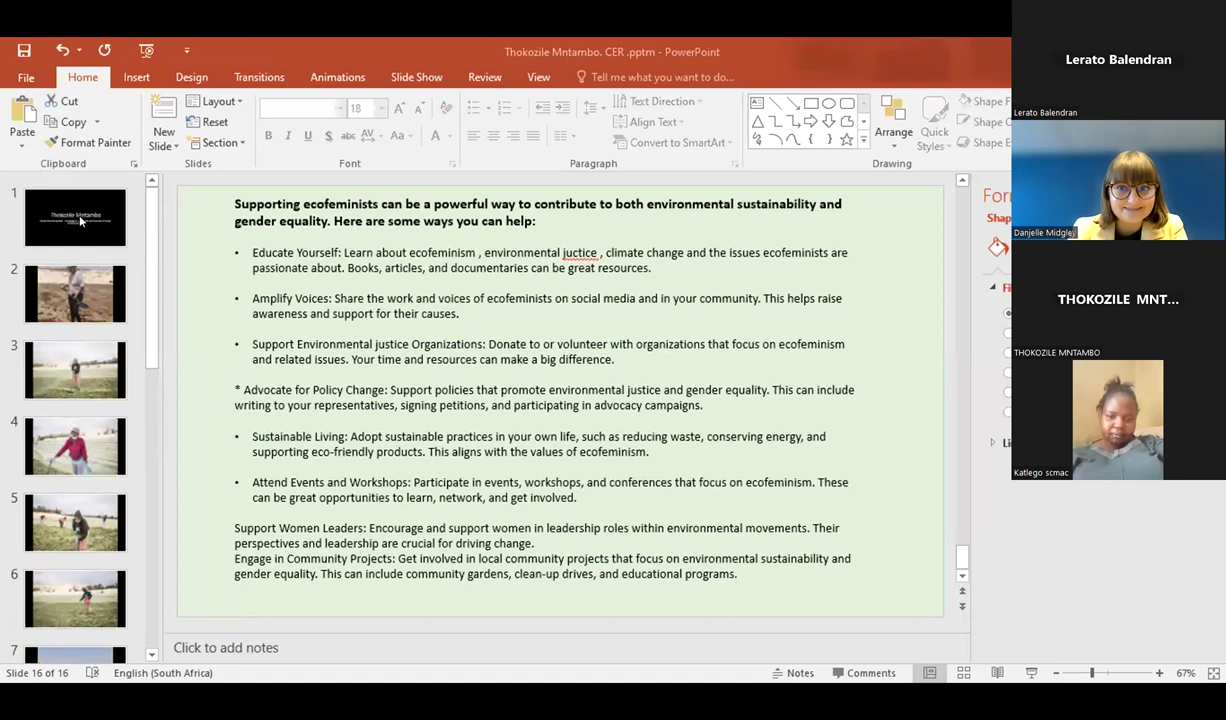 Thokozile Mntambo. CER .pptm - PowerPoint
File
Home
Insert
Design
Transitions
Animations
Slide Show
Review
View
Tell me what you want to do...
Paste
Cut
Copy
Format Painter
Clipboard
New
Slide
Layout
Reset
Section
Slides
18
Font
Text Direction
Align Text
Convert to SmartArt
Paragraph
Arrange
Quick
Styles
Shape F
Shape
Shape E
Drawing
1
Thokozile Mntambo
2
3
4
5
6
7
Supporting ecofeminists can be a powerful way to contribute to both environmental sustainability and
gender equality. Here are some ways you can help:
• Educate Yourself: Learn about ecofeminism , environmental juctice , climate change and the issues ecofeminists are
passionate about. Books, articles, and documentaries can be great resources.
• Amplify Voices: Share the work and voices of ecofeminists on social media and in your community. This helps raise
awareness and support for their causes.
• Support Environmental justice Organizations: Donate to or volunteer with organizations that focus on ecofeminism
and related issues. Your time and resources can make a big difference.
* Advocate for Policy Change: Support policies that promote environmental justice and gender equality. This can include
writing to your representatives, signing petitions, and participating in advocacy campaigns.
• Sustainable Living: Adopt sustainable practices in your own life, such as reducing waste, conserving energy, and
supporting eco-friendly products. This aligns with the values of ecofeminism.
• Attend Events and Workshops: Participate in events, workshops, and conferences that focus on ecofeminism. These
can be great opportunities to learn, network, and get involved.
Support Women Leaders: Encourage and support women in leadership roles within environmental movements. Their
perspectives and leadership are crucial for driving change.
Engage in Community Projects: Get involved in local community projects that focus on environmental sustainability and
gender equality. This can include community gardens, clean-up drives, and educational programs.
Click to add notes
Slide 16 of 16
English (South Africa)
Notes
Comments
67%
Lerato Balendran
Lerato Balendran
Danjelle Midgley
THOKOZILE MNT...
THOKOZILE MNTAMBO
Katlego scmac